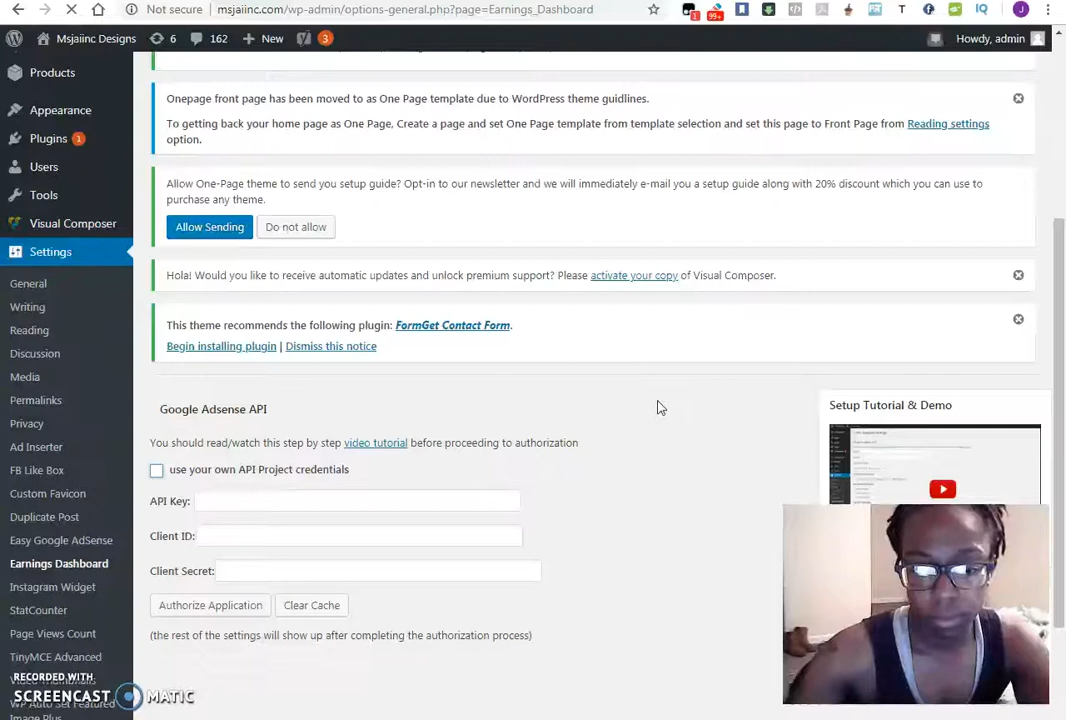 Not secure | msjaiinc.com/wp-admin/options-general.php?page=Earnings_Dashboard
1 99+ T IQ J
Msjaiinc Designs 6 162 + New 3 Howdy, admin
Products
Appearance
Plugins 1
Users
Tools
Visual Composer
Settings
General
Writing
Reading
Discussion
Media
Permalinks
Privacy
Ad Inserter
FB Like Box
Custom Favicon
Duplicate Post
Easy Google AdSense
Earnings Dashboard
Instagram Widget
StatCounter
Page Views Count
TinyMCE Advanced
WP Auto Set Featured
Image Plus
Onepage front page has been moved to as One Page template due to WordPress theme guidlines.
To getting back your home page as One Page, Create a page and set One Page template from template selection and set this page to Front Page from Reading settings
option.
Allow One-Page theme to send you setup guide? Opt-in to our newsletter and we will immediately e-mail you a setup guide along with 20% discount which you can use to
purchase any theme.
Allow Sending Do not allow
Hola! Would you like to receive automatic updates and unlock premium support? Please activate your copy of Visual Composer.
This theme recommends the following plugin: FormGet Contact Form.
Begin installing plugin | Dismiss this notice
Google Adsense API
You should read/watch this step by step video tutorial before proceeding to authorization
use your own API Project credentials
API Key:
Client ID:
Client Secret:
Authorize Application Clear Cache
(the rest of the settings will show up after completing the authorization process)
Setup Tutorial & Demo
RECORDED WITH
SCREENCAST MATIC